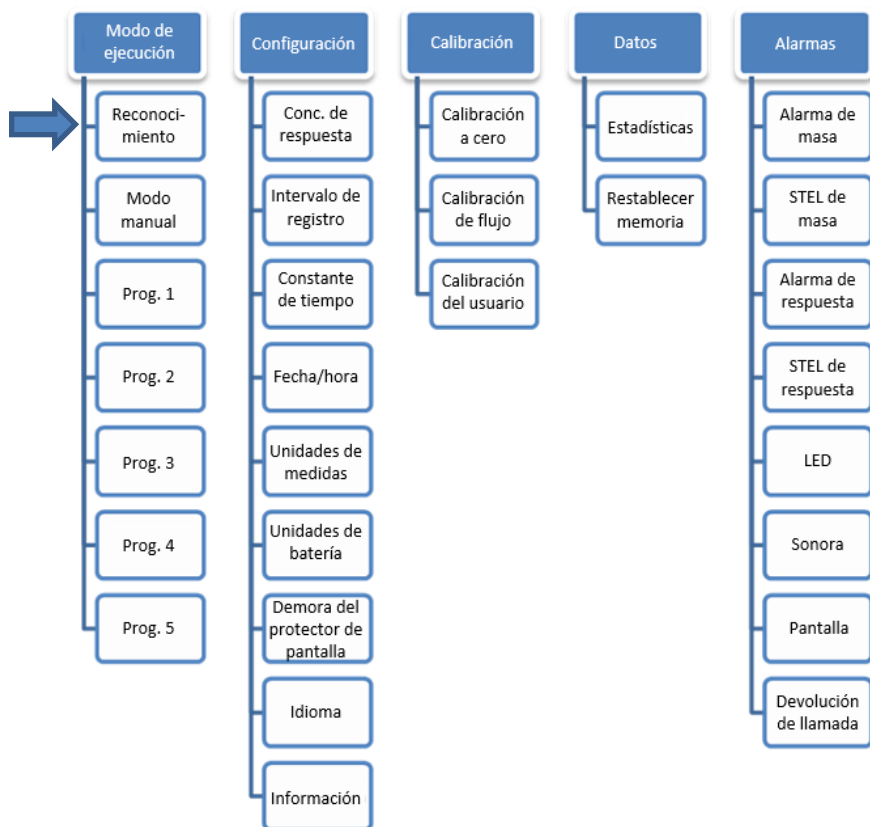 Modo de
ejecución
Reconoci-
miento
Modo
manual
Prog. 1
Prog. 2
Prog. 3
Prog. 4
Prog. 5
Configuración
Conc. de
respuesta
Intervalo de
registro
Constante
de tiempo
Fecha/hora
Unidades de
medidas
Unidades de
batería
Demora del
protector de
pantalla
Idioma
Información
Calibración
Calibración
a cero
Calibración
de flujo
Calibración
del usuario
Datos
Estadísticas
Restablecer
memoria
Alarmas
Alarma de
masa
STEL de
masa
Alarma de
respuesta
STEL de
respuesta
LED
Sonora
Pantalla
Devolución
de llamada